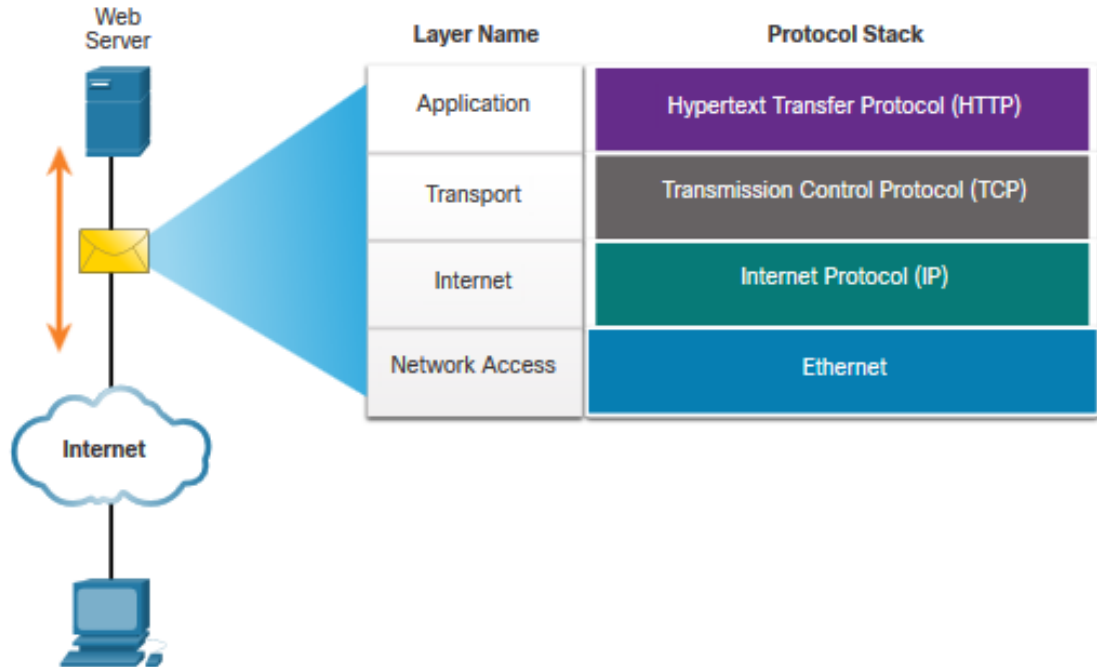 Web
Server
Layer Name
Protocol Stack
Application
Hypertext Transfer Protocol (HTTP)
Transport
Transmission Control Protocol (TCP)
Internet
Internet Protocol (IP)
Network Access
Ethernet
Internet